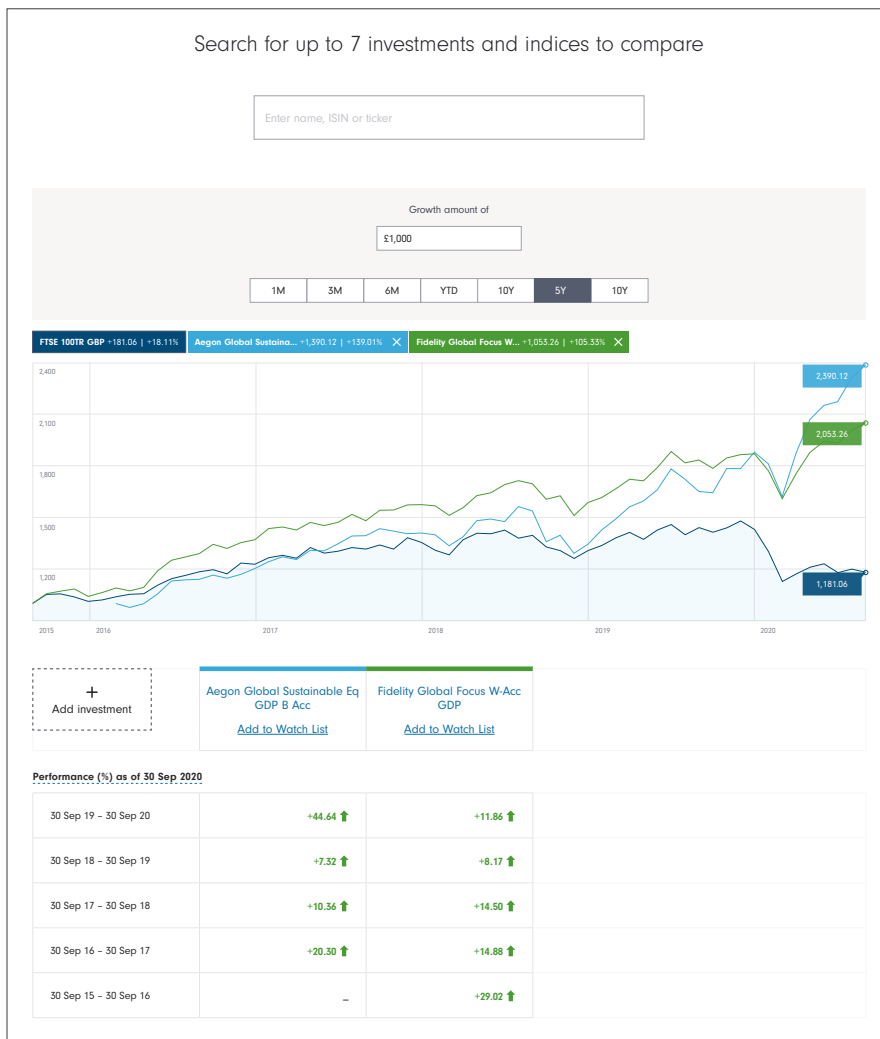 Search for up to 7 investments and indices to compare
Enter name, ISIN or ticker
Growth amount of
£1,000
1M 3M 6M YTD 10Y 5Y 10Y
FTSE 100TR GBP +181.06 | +18.11% Aegon Global Sustaina... +1,390.12 | +139.01% × Fidelity Global Focus W... +1,053.26 | +105.33% ×
2,400
2,390.12
2,100
2,053.26
1,800
1,500
1,200
1,181.06
2015 2016 2017 2018 2019 2020
+
Add investment
Aegon Global Sustainable Eq
GDP B Acc
Add to Watch List
Fidelity Global Focus W-Acc
GDP
Add to Watch List
Performance (%) as of 30 Sep 2020
30 Sep 19 – 30 Sep 20 +44.64 +11.86
30 Sep 18 – 30 Sep 19 +7.32 +8.17
30 Sep 17 – 30 Sep 18 +10.36 +14.50
30 Sep 16 – 30 Sep 17 +20.30 +14.88
30 Sep 15 – 30 Sep 16 – +29.02